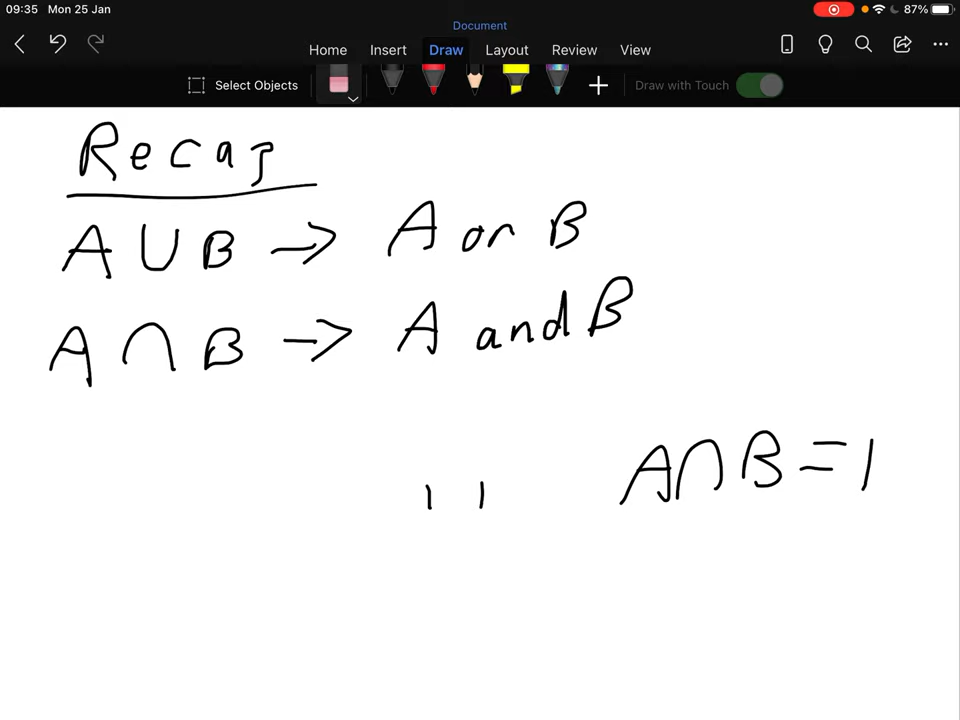 09:35 Mon 25 Jan 87%
Document
Home Insert Draw Layout Review View
Select Objects Draw with Touch
Recap
A ∪ B → A or B
A ∩ B → A and B
A ∩ B = 1
ı ı